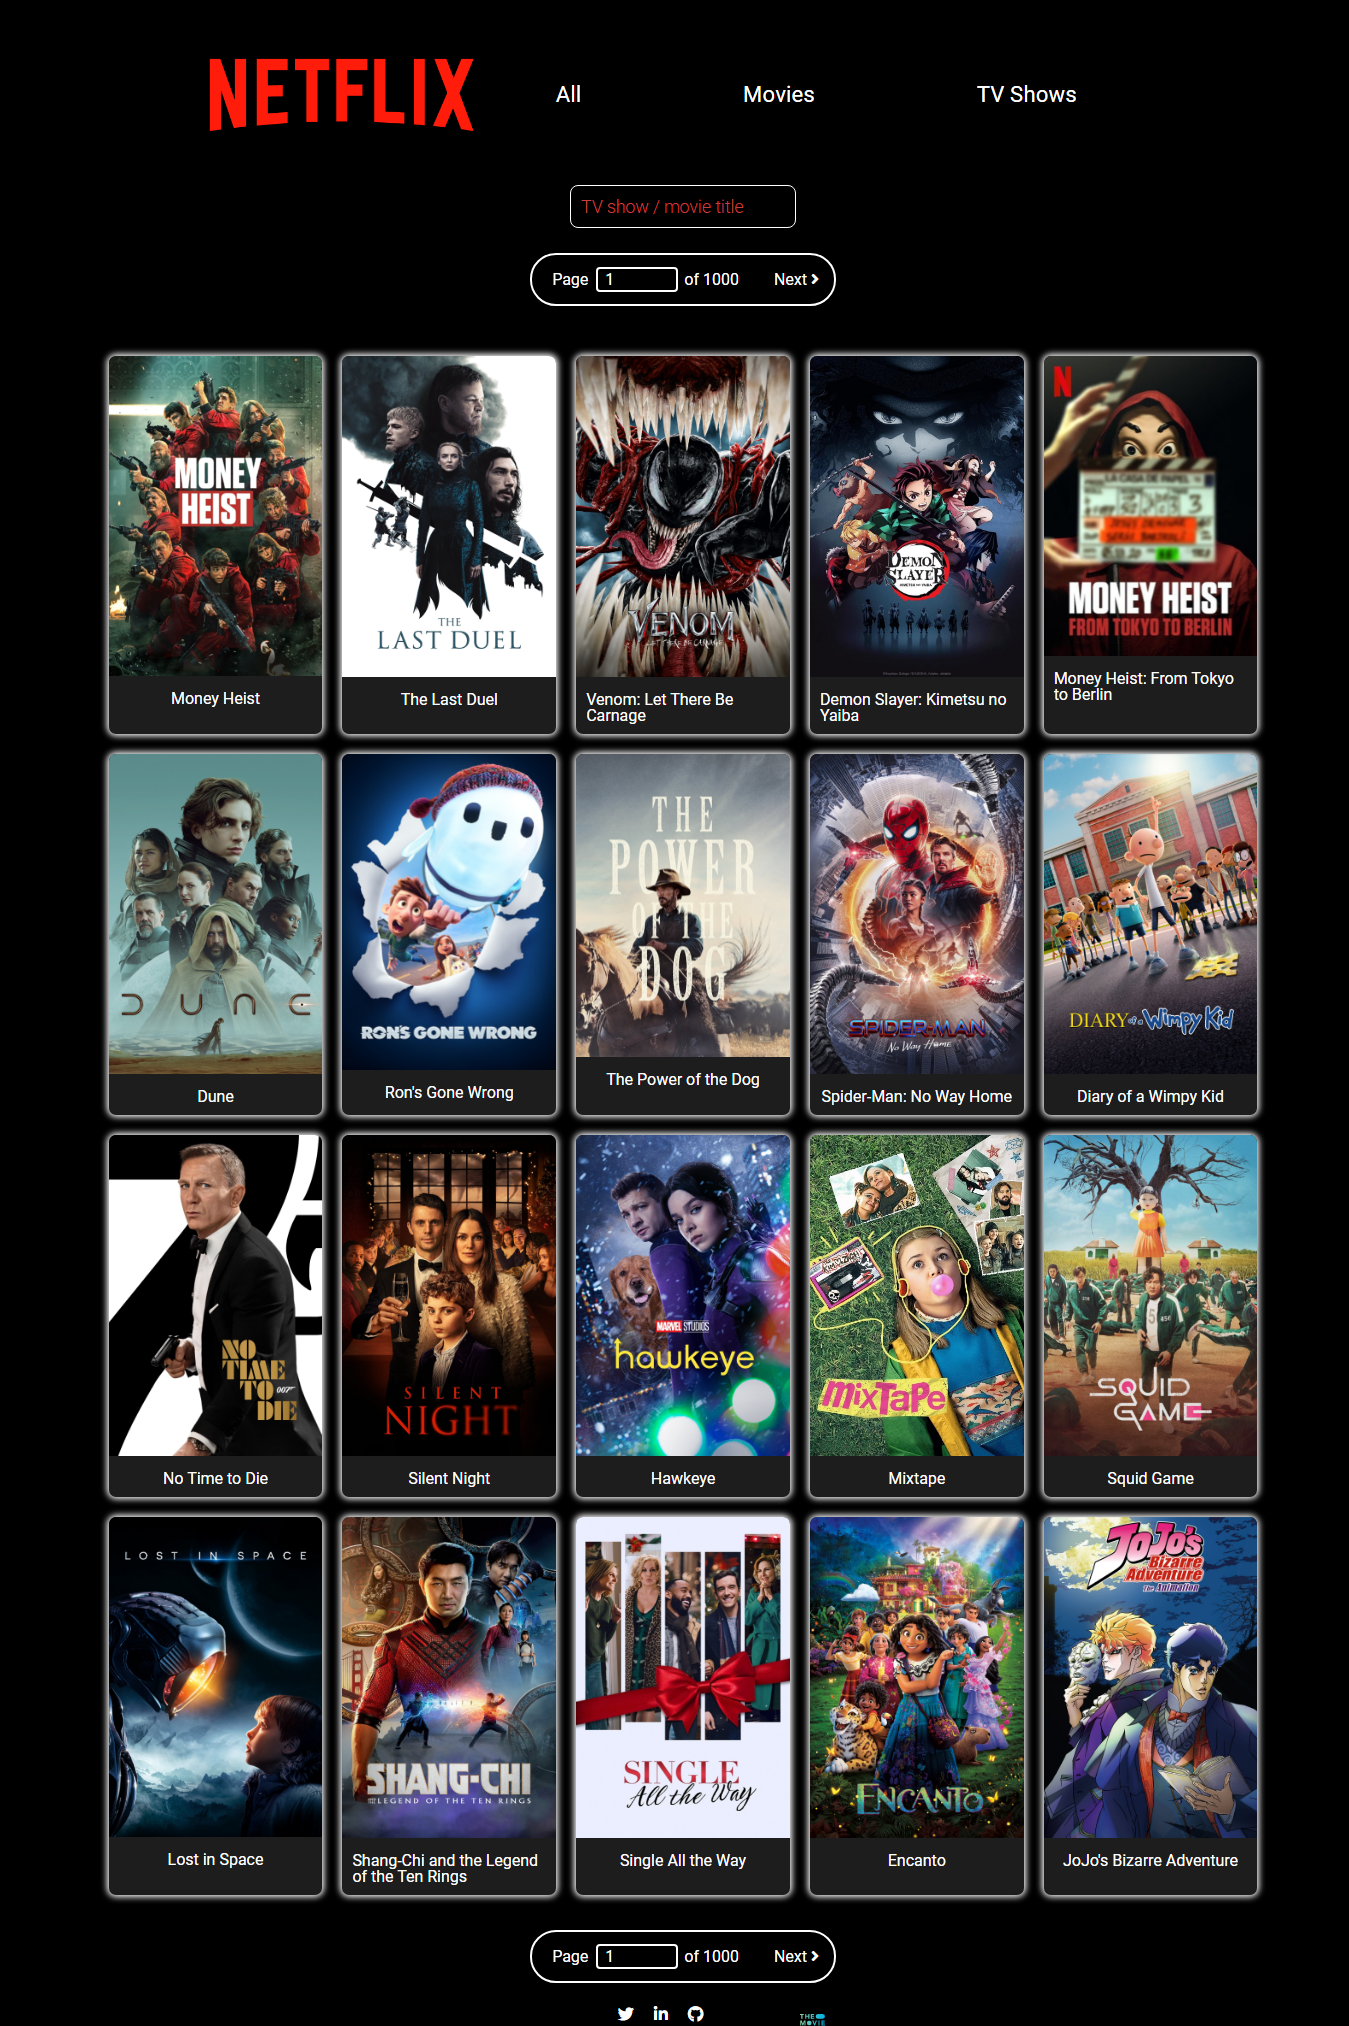 NETFLIX
All
Movies
TV Shows
TV show / movie title
Page 1 of 1000 Next
MONEY
HEIST
THE
LAST DUEL
VENOM
LET THERE BE CARNAGE
DEMON
SLAYER
KIMETSU NO YAIBA
N
LA CASA DE PAPEL
3
MONEY HEIST
FROM TOKYO TO BERLIN
Money Heist
The Last Duel
Venom: Let There Be
Carnage
Demon Slayer: Kimetsu no
Yaiba
Money Heist: From Tokyo
to Berlin
DUNE
RON'S GONE WRONG
THE
POWER
OF THE
DOG
SPIDER-MAN
No Way Home
DIARY of a Wimpy Kid
Dune
Ron's Gone Wrong
The Power of the Dog
Spider-Man: No Way Home
Diary of a Wimpy Kid
NO
TIME
TO
DIE
007
SILENT
NIGHT
MARVEL STUDIOS
hawkeye
MIXTAPE
SQUID
GAME
No Time to Die
Silent Night
Hawkeye
Mixtape
Squid Game
LOST IN SPACE
SHANG-CHI
AND THE LEGEND OF THE TEN RINGS
SINGLE
All the Way
ENCANTO
JoJo's
Bizarre
Adventure
The Animation
Lost in Space
Shang-Chi and the Legend
of the Ten Rings
Single All the Way
Encanto
JoJo's Bizarre Adventure
Page 1 of 1000 Next
THE
MOVIE